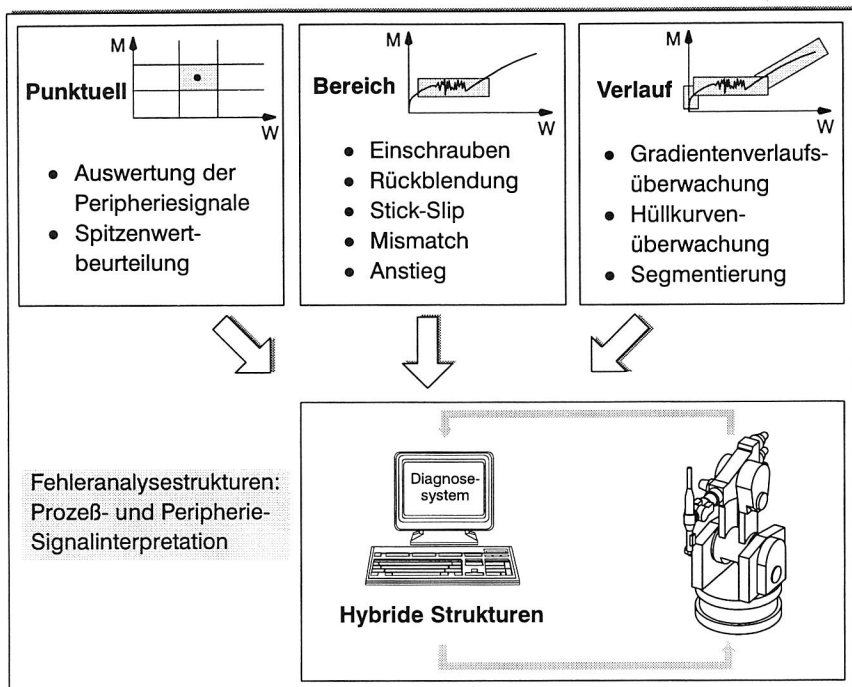 M
Punktuell
W
● Auswertung der
Peripheriesignale
● Spitzenwert-
beurteilung
M
Bereich
W
● Einschrauben
● Rückblendung
● Stick-Slip
● Mismatch
● Anstieg
M
Verlauf
W
● Gradientenverlaufs-
überwachung
● Hüllkurven-
überwachung
● Segmentierung
Fehleranalysestrukturen:
Prozeß- und Peripherie-
Signalinterpretation
Diagnose-
system
Hybride Strukturen